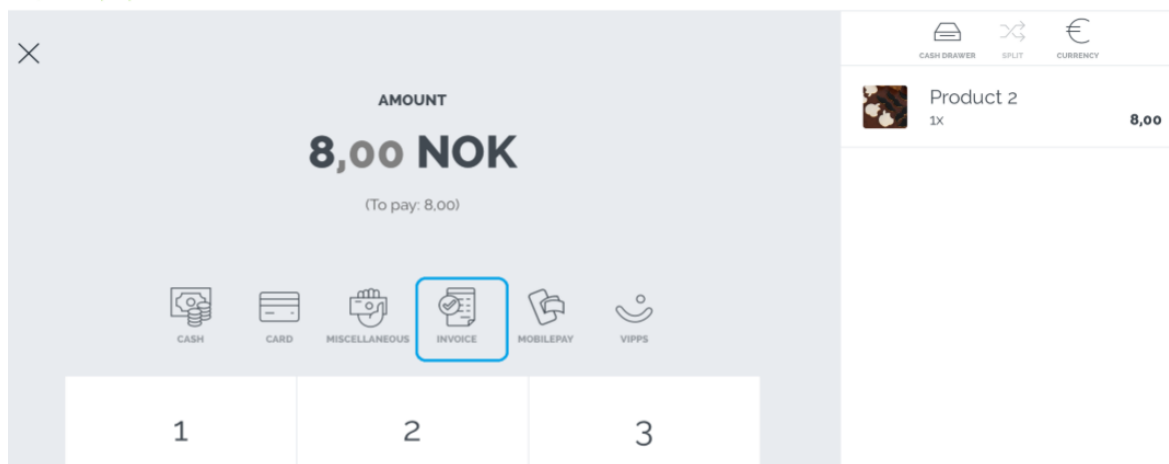 AMOUNT
8,00 NOK
(To pay: 8,00)
CASH
CARD
MISCELLANEOUS
INVOICE
MOBILEPAY
VIPPS
1
2
3
CASH DRAWER
SPLIT
CURRENCY
Product 2
1x
8,00